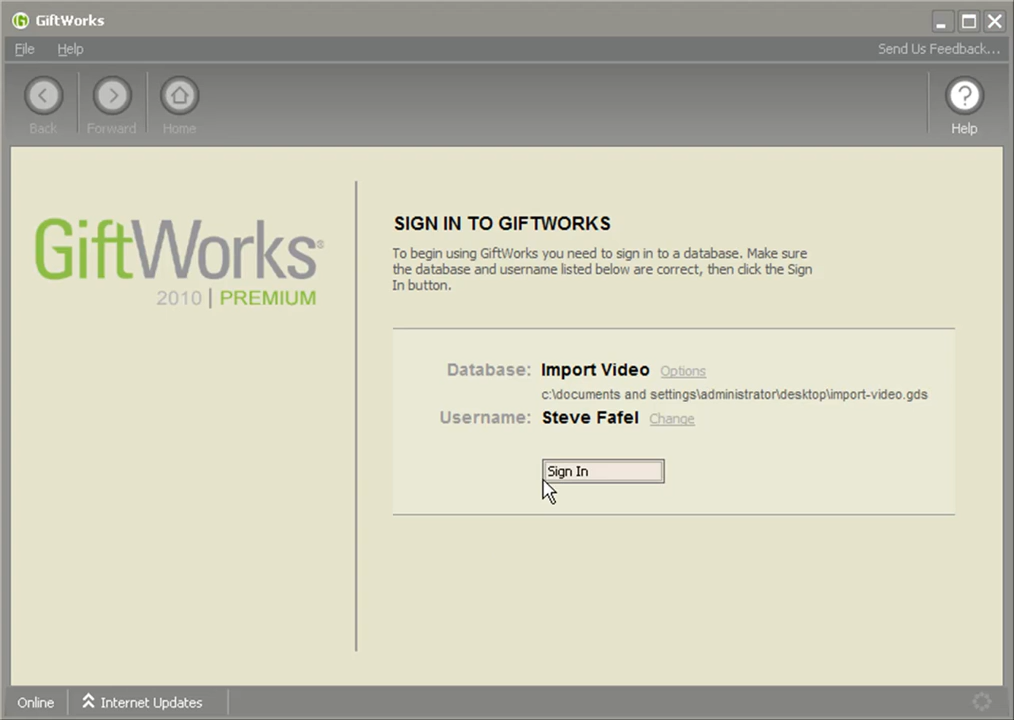 GiftWorks
File Help Send Us Feedback...
Back Forward Home Help
GiftWorks®
2010 | PREMIUM
SIGN IN TO GIFTWORKS
To begin using GiftWorks you need to sign in to a database. Make sure
the database and username listed below are correct, then click the Sign
In button.
Database: Import Video Options
c:\documents and settings\administrator\desktop\import-video.gds
Username: Steve Fafel Change
Sign In
Online Internet Updates